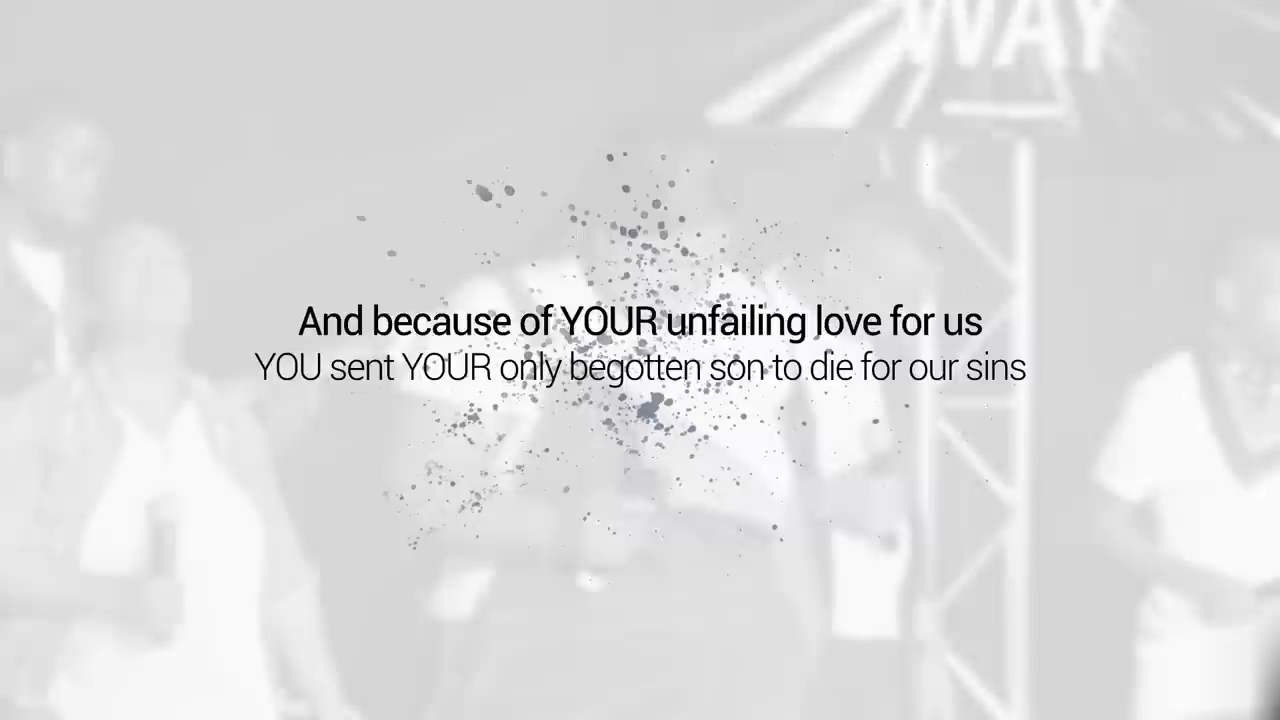 WAY
And because of YOUR unfailing love for us
YOU sent YOUR only begotten son to die for our sins